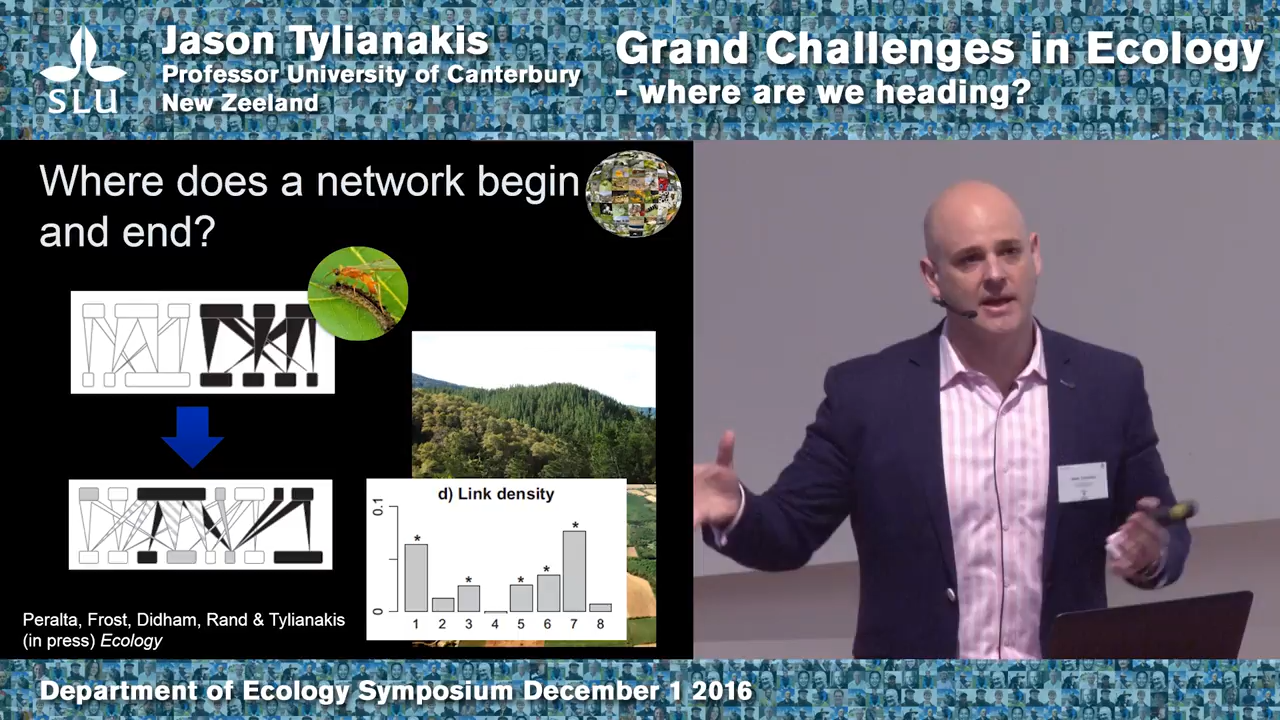 SLU
Jason Tylianakis
Professor University of Canterbury
New Zeeland
Grand Challenges in Ecology
- where are we heading?
Where does a network begin
and end?
d) Link density
0.1
0
* * * * * *
1 2 3 4 5 6 7 8
Peralta, Frost, Didham, Rand & Tylianakis
(in press) Ecology
Department of Ecology Symposium December 1 2016